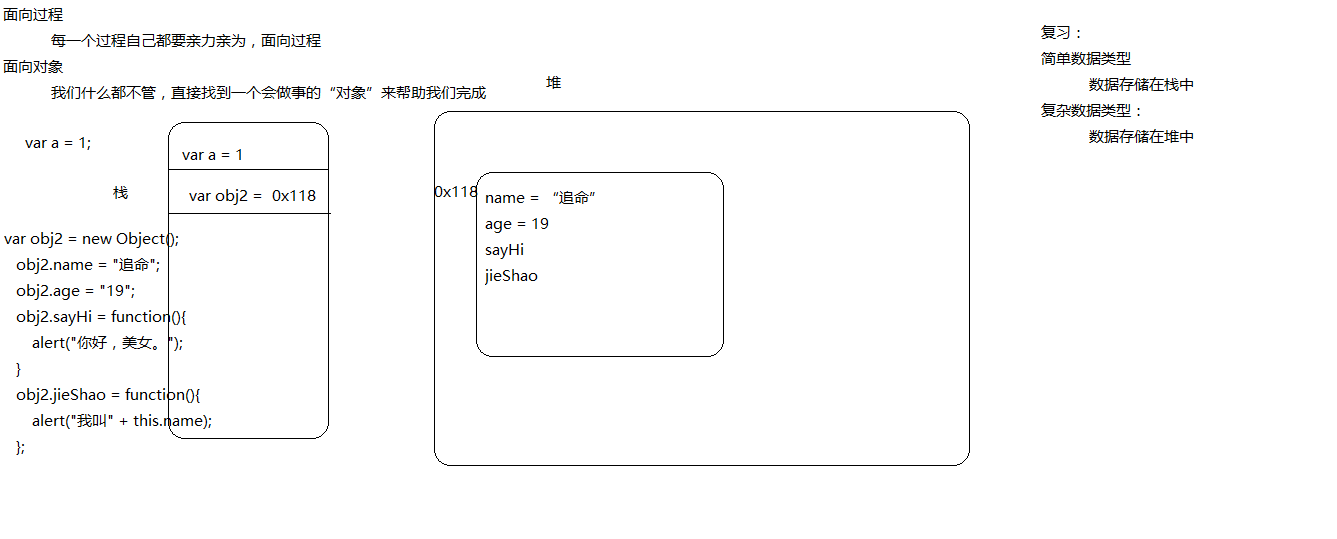 面向过程
每一个过程自己都要亲力亲为，面向过程
面向对象
我们什么都不管，直接找到一个会做事的“对象”来帮助我们完成
var a = 1;
栈
var obj2 = new Object();
obj2.name = "追命";
obj2.age = "19";
obj2.sayHi = function(){
alert("你好，美女。");
}
obj2.jieShao = function(){
alert("我叫" + this.name);
};
var a = 1
var obj2 = 0x118
堆
0x118
name = “追命”
age = 19
sayHi
jieShao
复习：
简单数据类型
数据存储在栈中
复杂数据类型：
数据存储在堆中